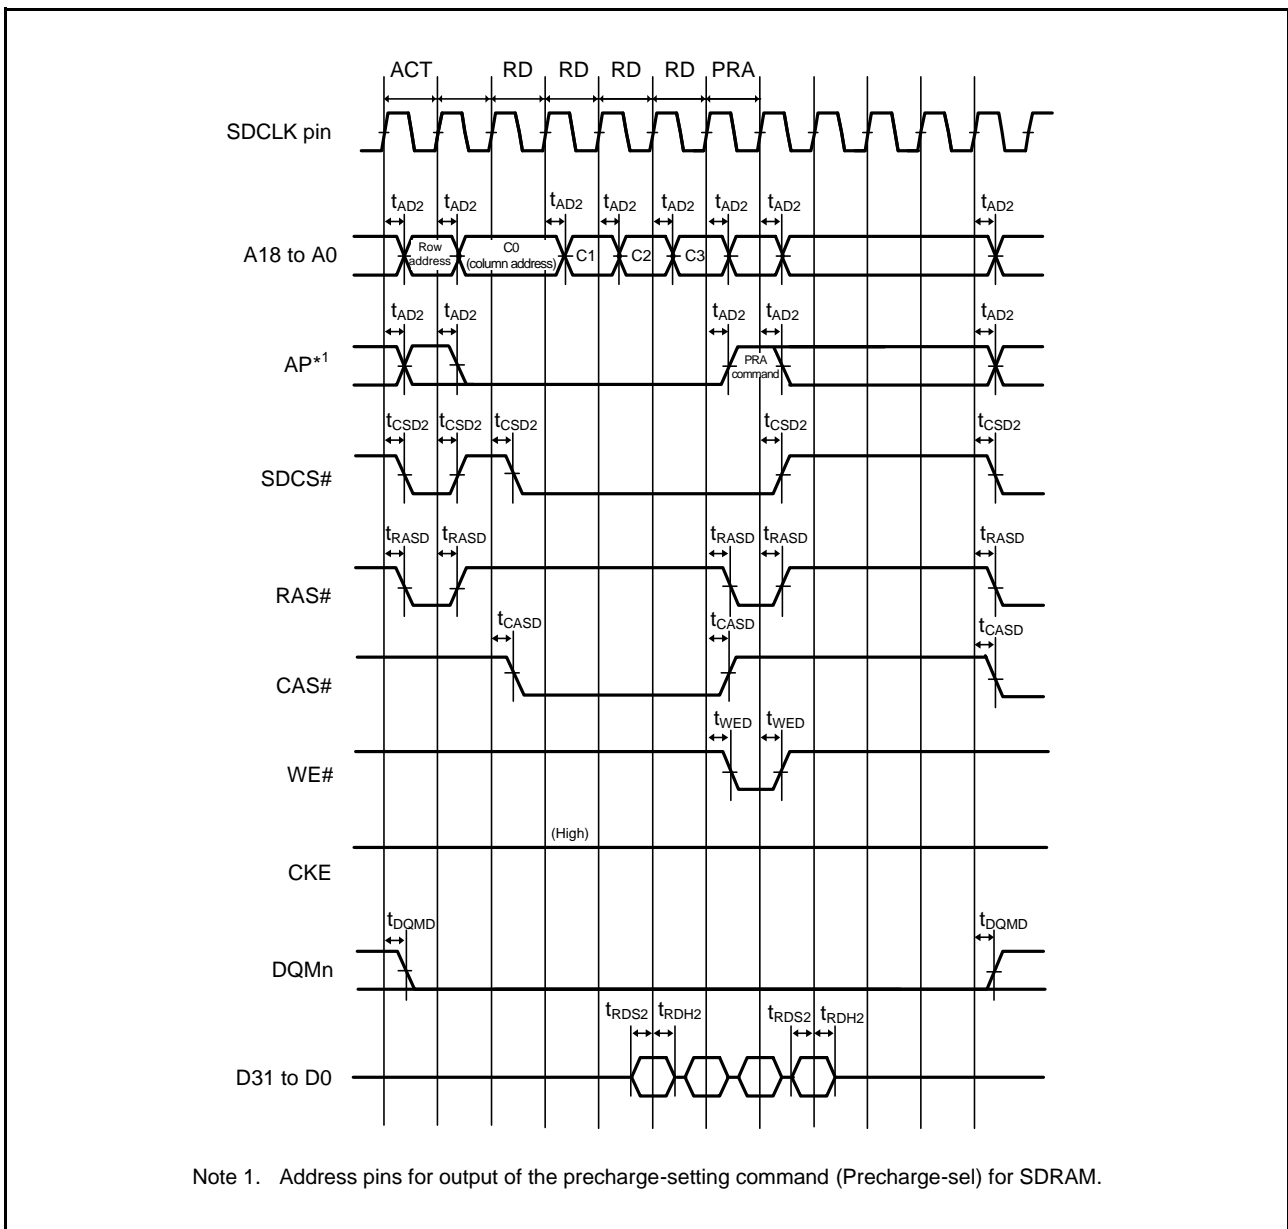 ACT RD RD RD RD PRA
SDCLK pin
tAD2 tAD2 tAD2 tAD2 tAD2 tAD2 tAD2 tAD2
A18 to A0
Row address
C0 (column address)
C1
C2
C3
tAD2 tAD2 tAD2 tAD2 tAD2
AP*1
PRA command
tCSD2 tCSD2 tCSD2 tCSD2 tCSD2
SDCS#
tRASD tRASD tRASD tRASD tRASD
RAS#
tCASD tCASD tCASD
CAS#
tWED tWED
WE#
(High)
CKE
tDQMD tDQMD
DQMn
tRDS2 tRDH2 tRDS2 tRDH2
D31 to D0
Note 1. Address pins for output of the precharge-setting command (Precharge-sel) for SDRAM.